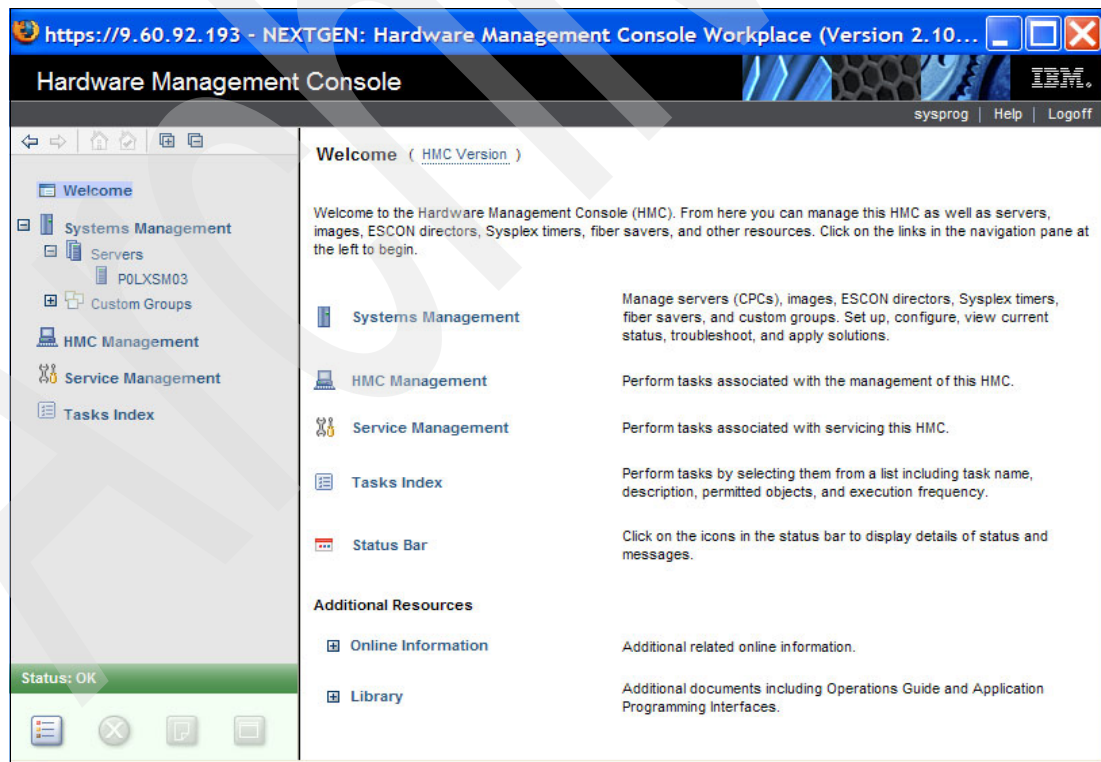 https://9.60.92.193 - NEXTGEN: Hardware Management Console Workplace (Version 2.10...
Hardware Management Console
IBM.
sysprog | Help | Logoff
Welcome
Systems Management
Servers
P0LXSM03
Custom Groups
HMC Management
Service Management
Tasks Index
Status: OK
Welcome ( HMC Version )
Welcome to the Hardware Management Console (HMC). From here you can manage this HMC as well as servers,
images, ESCON directors, Sysplex timers, fiber savers, and other resources. Click on the links in the navigation pane at
the left to begin.
Systems Management
Manage servers (CPCs), images, ESCON directors, Sysplex timers,
fiber savers, and custom groups. Set up, configure, view current
status, troubleshoot, and apply solutions.
HMC Management
Perform tasks associated with the management of this HMC.
Service Management
Perform tasks associated with servicing this HMC.
Tasks Index
Perform tasks by selecting them from a list including task name,
description, permitted objects, and execution frequency.
Status Bar
Click on the icons in the status bar to display details of status and
messages.
Additional Resources
Online Information
Additional related online information.
Library
Additional documents including Operations Guide and Application
Programming Interfaces.